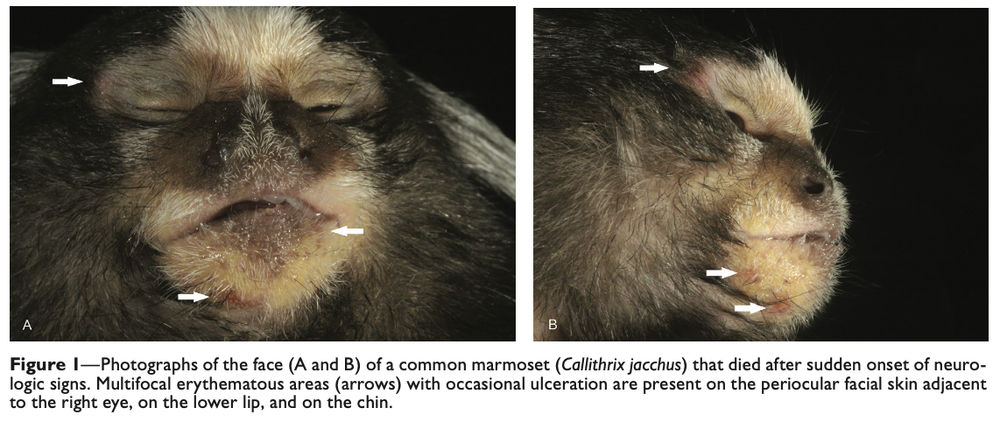 A
B
Figure 1—Photographs of the face (A and B) of a common marmoset (Callithrix jacchus) that died after sudden onset of neuro-
logic signs. Multifocal erythematous areas (arrows) with occasional ulceration are present on the periocular facial skin adjacent
to the right eye, on the lower lip, and on the chin.